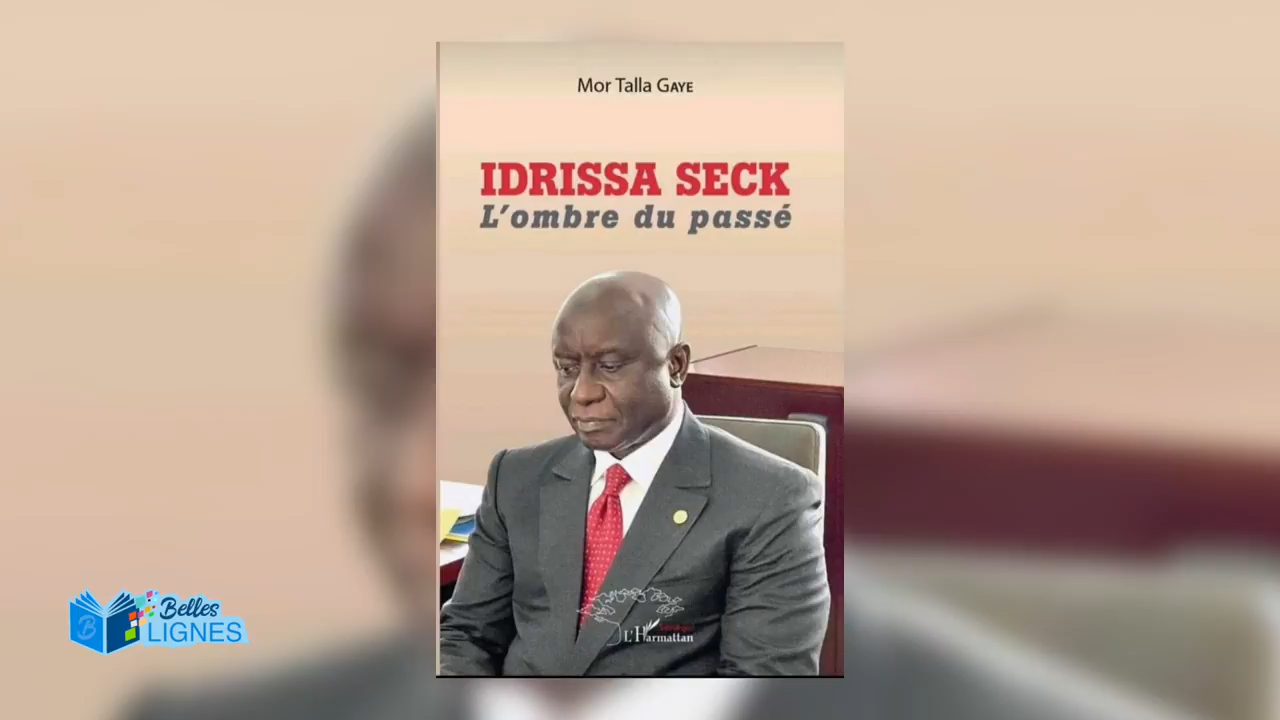 Mor Talla GAYE
IDRISSA SECK
L'ombre du passé
L'Harmattan
Belles
LIGNES